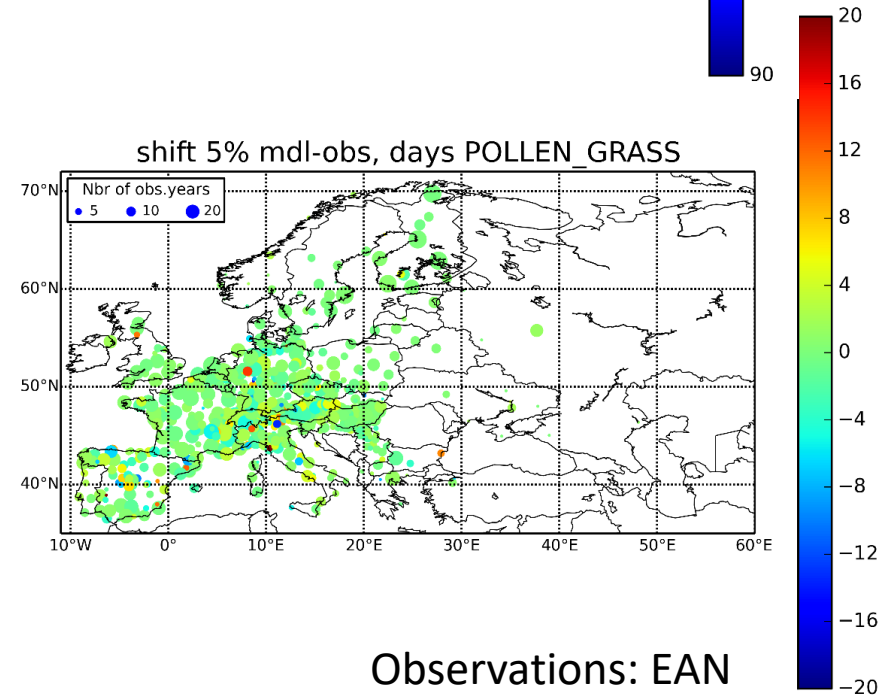 90
shift 5% mdl-obs, days POLLEN_GRASS
Nbr of obs.years
5 10 20
70°N
60°N
50°N
40°N
10°W 0 10°E 20°E 30°E 40°E 50°E 60°E
20
16
12
8
4
0
−4
−8
−12
−16
−20
Observations: EAN